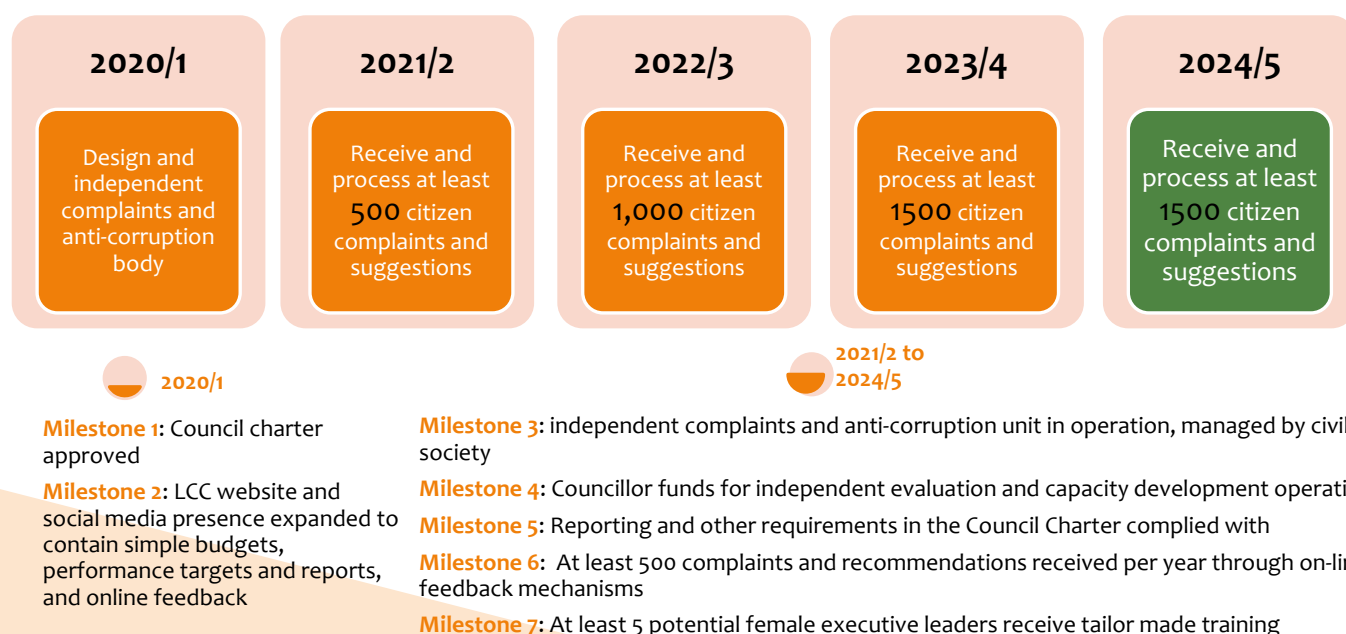 2020/1
Design and
independent
complaints and
anti-corruption
body
2021/2
Receive and
process at least
500 citizen
complaints and
suggestions
2022/3
Receive and
process at least
1,000 citizen
complaints and
suggestions
2023/4
Receive and
process at least
1500 citizen
complaints and
suggestions
2024/5
Receive and
process at least
1500 citizen
complaints and
suggestions
2020/1
Milestone 1: Council charter
approved
Milestone 2: LCC website and
social media presence expanded to
contain simple budgets,
performance targets and reports,
and online feedback
2021/2 to
2024/5
Milestone 3: independent complaints and anti-corruption unit in operation, managed by civil
society
Milestone 4: Councillor funds for independent evaluation and capacity development operati
Milestone 5: Reporting and other requirements in the Council Charter complied with
Milestone 6: At least 500 complaints and recommendations received per year through on-li
feedback mechanisms
Milestone 7: At least 5 potential female executive leaders receive tailor made training